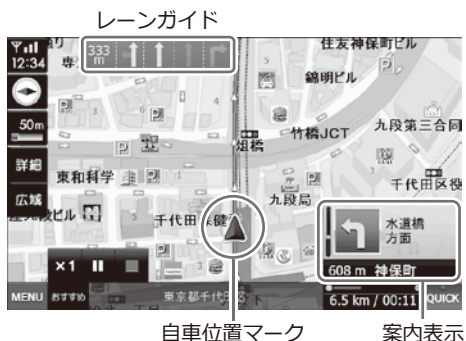 レーンガイド
12:34
333
m
住友神保町ビル
錦明ビル
50m
俎橋
竹橋JCT
九段第三合同
詳細
東和科学
千代田区役
広域
九段局
千代田保健
水道橋
方面
×1
608 m 神保町
MENU
おすすめ
東京都千代
6.5 km / 00:11
QUICK
自車位置マーク
案内表示